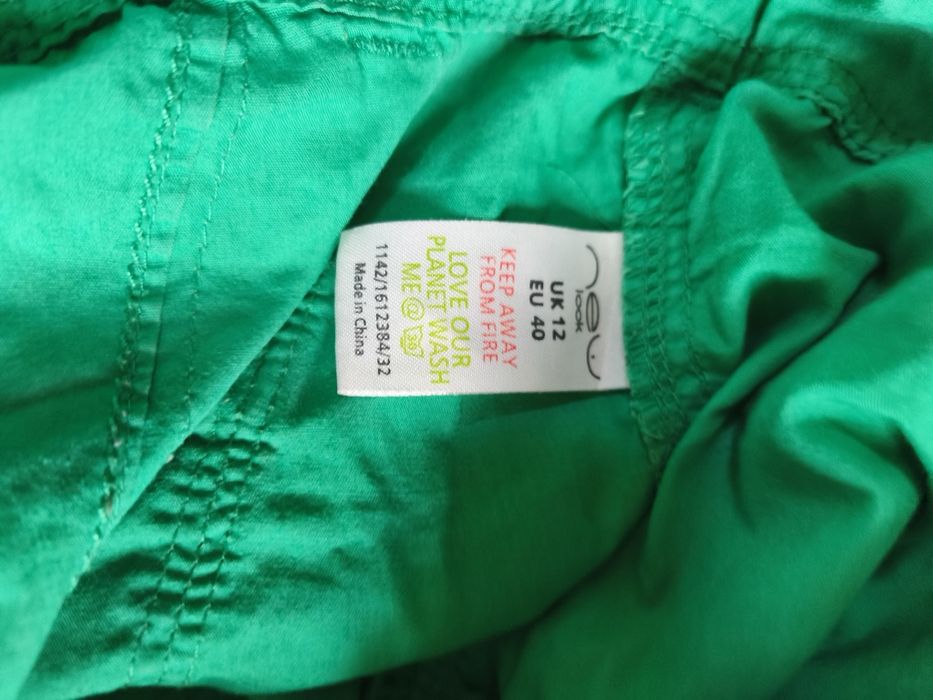 new
look
UK 12
EU 40
KEEP AWAY
FROM FIRE
LOVE OUR
PLANET WASH
ME @ 30°
1142/1612384/32
Made in China